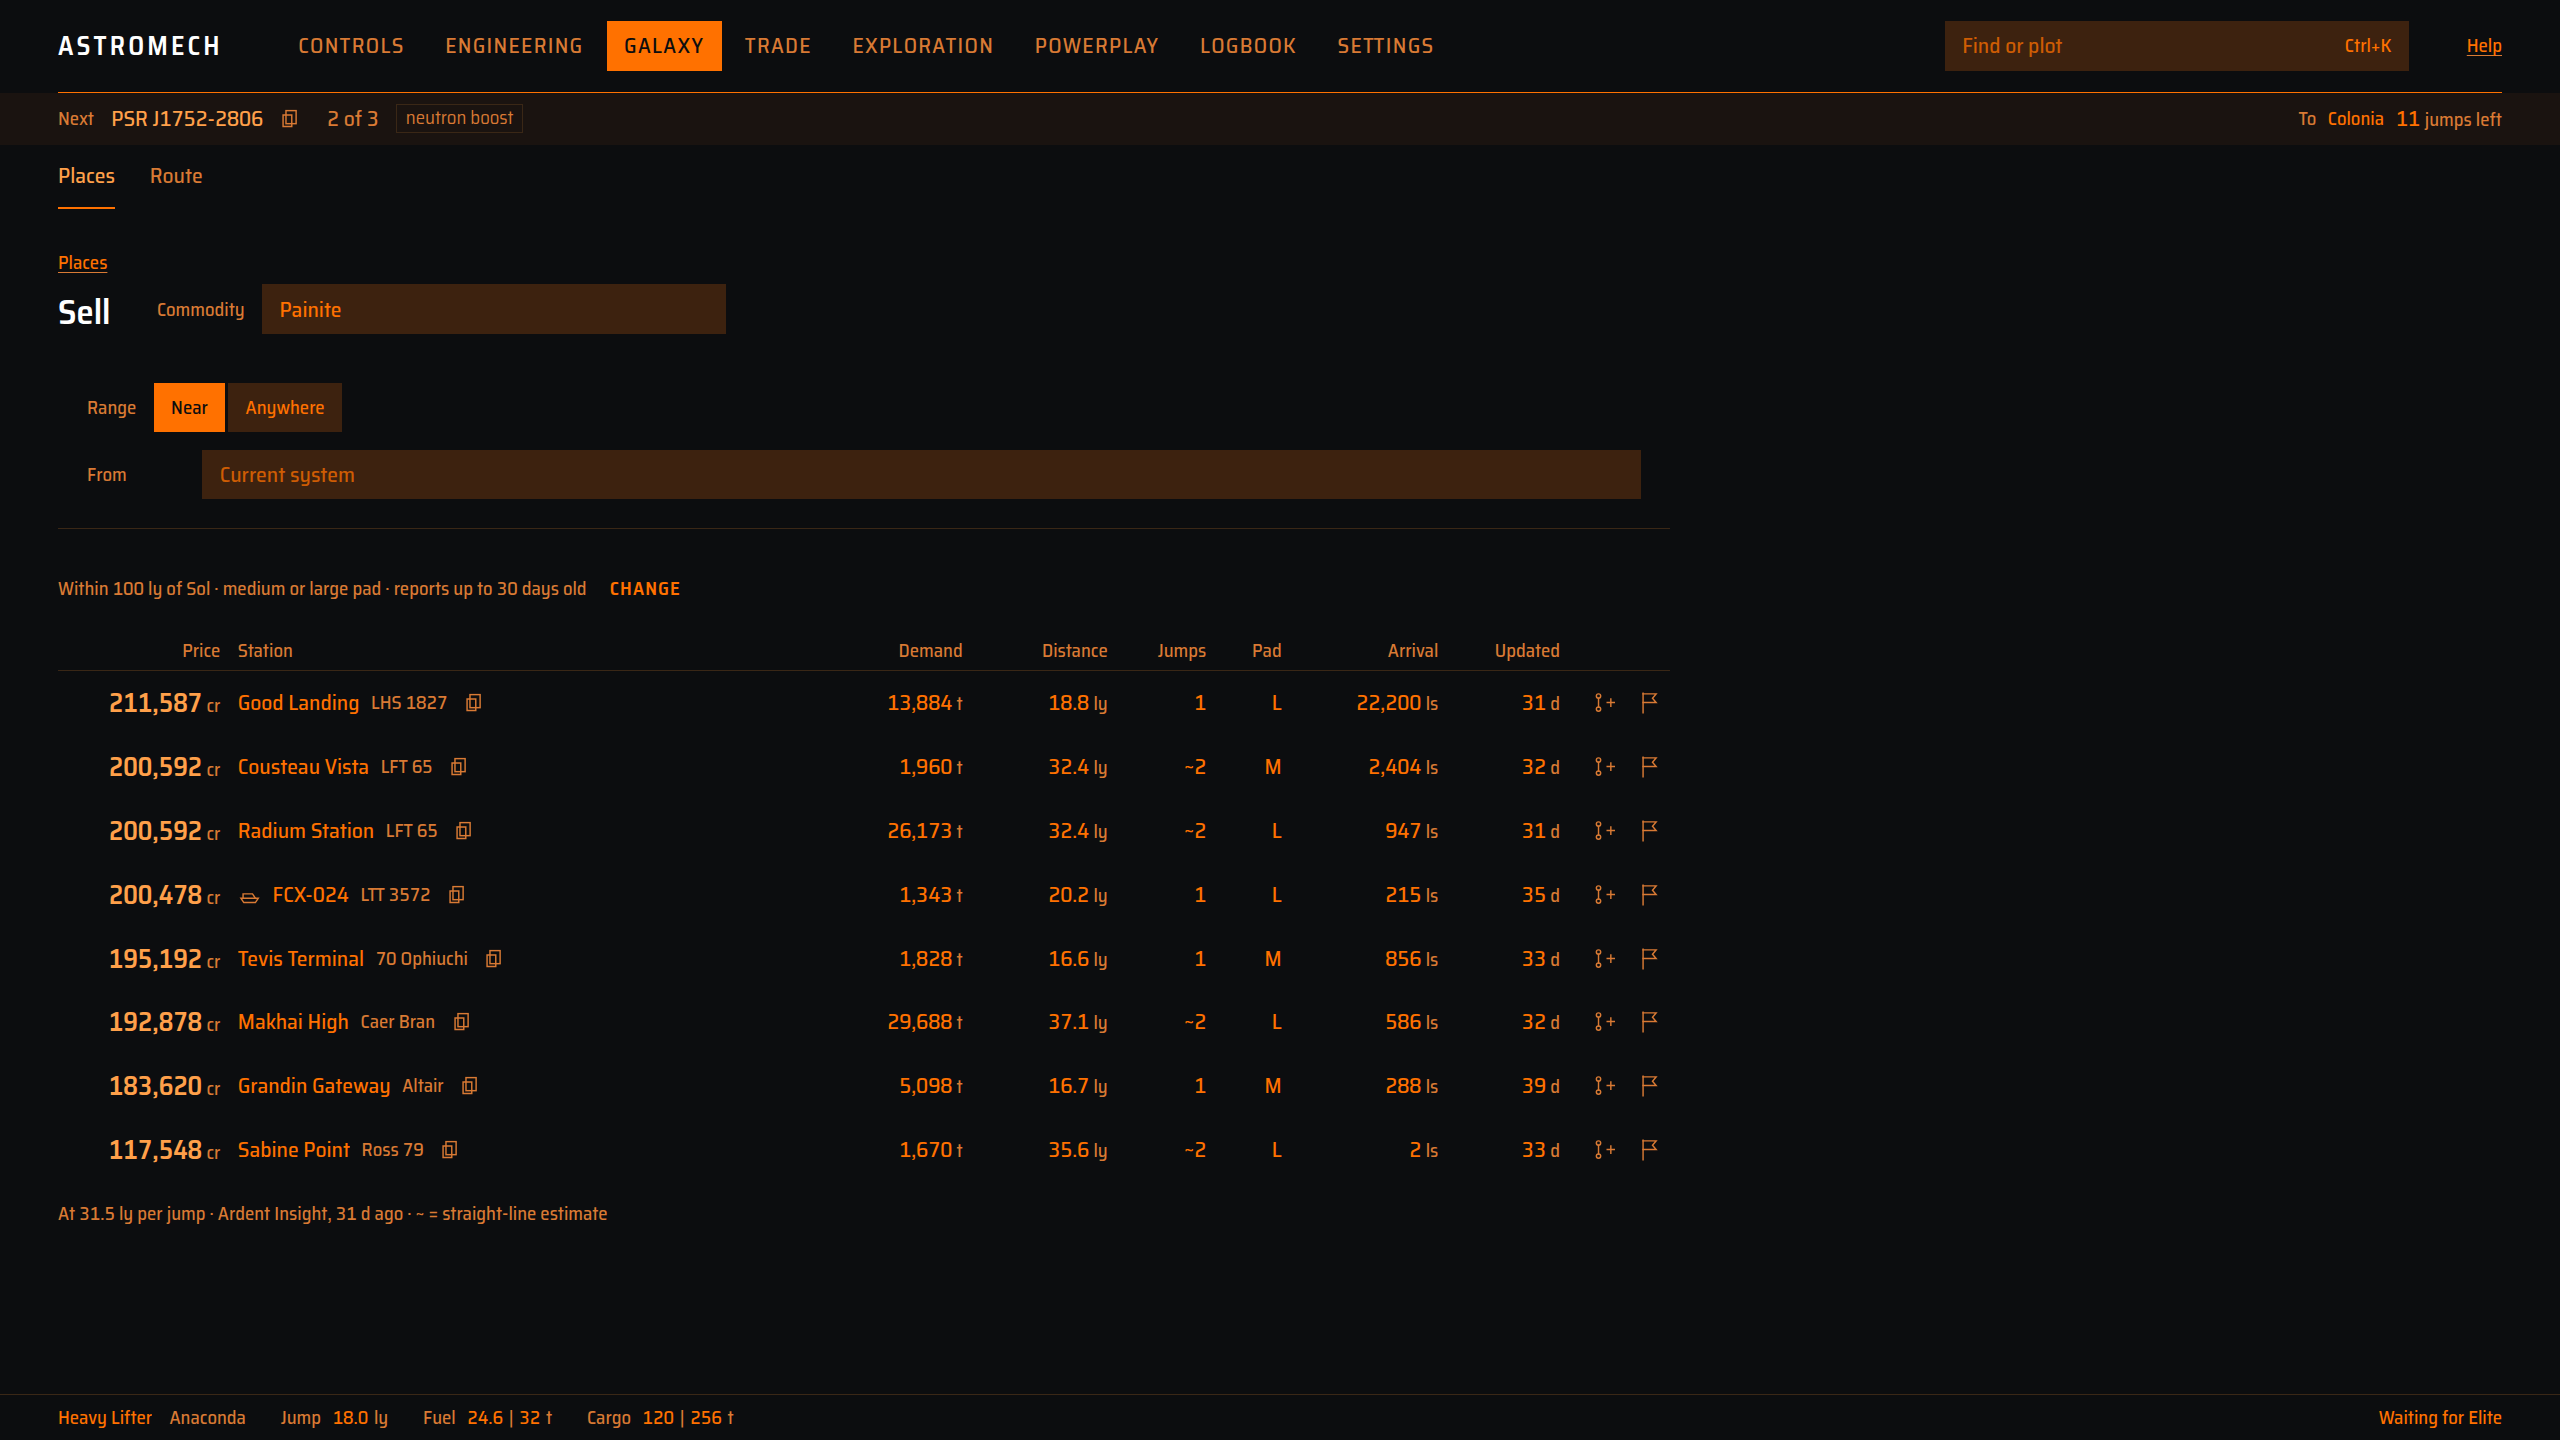 ASTROMECH CONTROLS ENGINEERING GALAXY TRADE EXPLORATION POWERPLAY LOGBOOK SETTINGS Find or plot Ctrl+K Help
Next PSR J1752-2806 2 of 3 neutron boost To Colonia 11 jumps left
Places Route
Places
Sell Commodity Painite
Range Near Anywhere
From Current system
Within 100 ly of Sol · medium or large pad · reports up to 30 days old CHANGE
Price Station Demand Distance Jumps Pad Arrival Updated
211,587 cr Good Landing LHS 1827 13,884 t 18.8 ly 1 L 22,200 ls 31 d
200,592 cr Cousteau Vista LFT 65 1,960 t 32.4 ly ~2 M 2,404 ls 32 d
200,592 cr Radium Station LFT 65 26,173 t 32.4 ly ~2 L 947 ls 31 d
200,478 cr FCX-024 LTT 3572 1,343 t 20.2 ly 1 L 215 ls 35 d
195,192 cr Tevis Terminal 70 Ophiuchi 1,828 t 16.6 ly 1 M 856 ls 33 d
192,878 cr Makhai High Caer Bran 29,688 t 37.1 ly ~2 L 586 ls 32 d
183,620 cr Grandin Gateway Altair 5,098 t 16.7 ly 1 M 288 ls 39 d
117,548 cr Sabine Point Ross 79 1,670 t 35.6 ly ~2 L 2 ls 33 d
At 31.5 ly per jump · Ardent Insight, 31 d ago · ~ = straight-line estimate
Heavy Lifter Anaconda Jump 18.0 ly Fuel 24.6 | 32 t Cargo 120 | 256 t Waiting for Elite